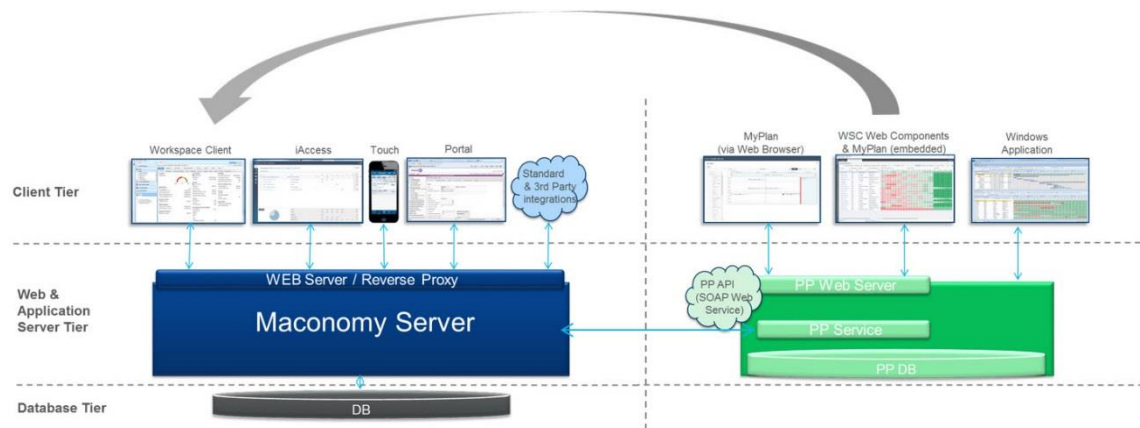 Workspace Client
iAccess
Touch
Portal
MyPlan
(via Web Browser)
WSC Web Components
& MyPlan (embedded)
Windows
Application
Client Tier
Standard
& 3rd Party
integrations
Web &
Application
Server Tier
WEB Server / Reverse Proxy
Maconomy Server
PP API
(SOAP Web
Service)
PP Web Server
PP Service
PP DB
Database Tier
DB